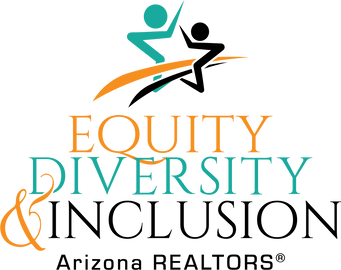 EQUITY
DIVERSITY
& INCLUSION
Arizona REALTORS®